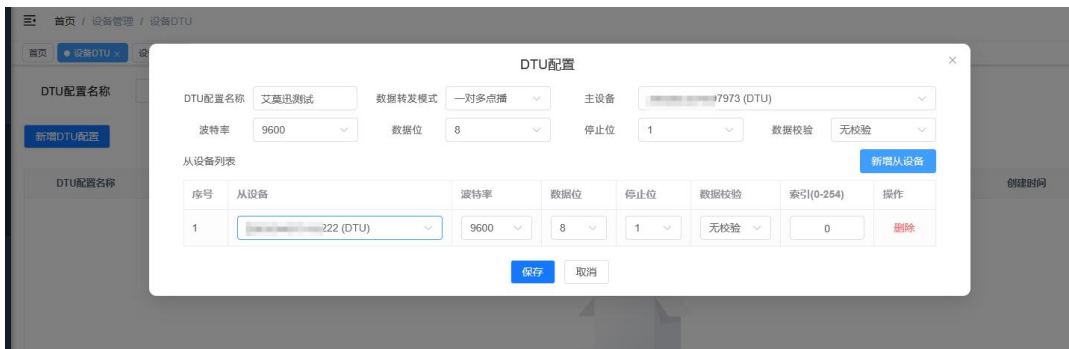 首页 / 设备管理 / 设备DTU
首页 设备DTU × 设
DTU配置
DTU配置名称
DTU配置名称 艾莫迅测试 数据转发模式 一对多点播 主设备 7973 (DTU)
波特率 9600 数据位 8 停止位 1 数据校验 无校验
新增DTU配置
从设备列表 新增从设备
DTU配置名称 创建时间
序号 从设备 波特率 数据位 停止位 数据校验 索引(0-254) 操作
1 222 (DTU) 9600 8 1 无校验 0 删除
保存 取消